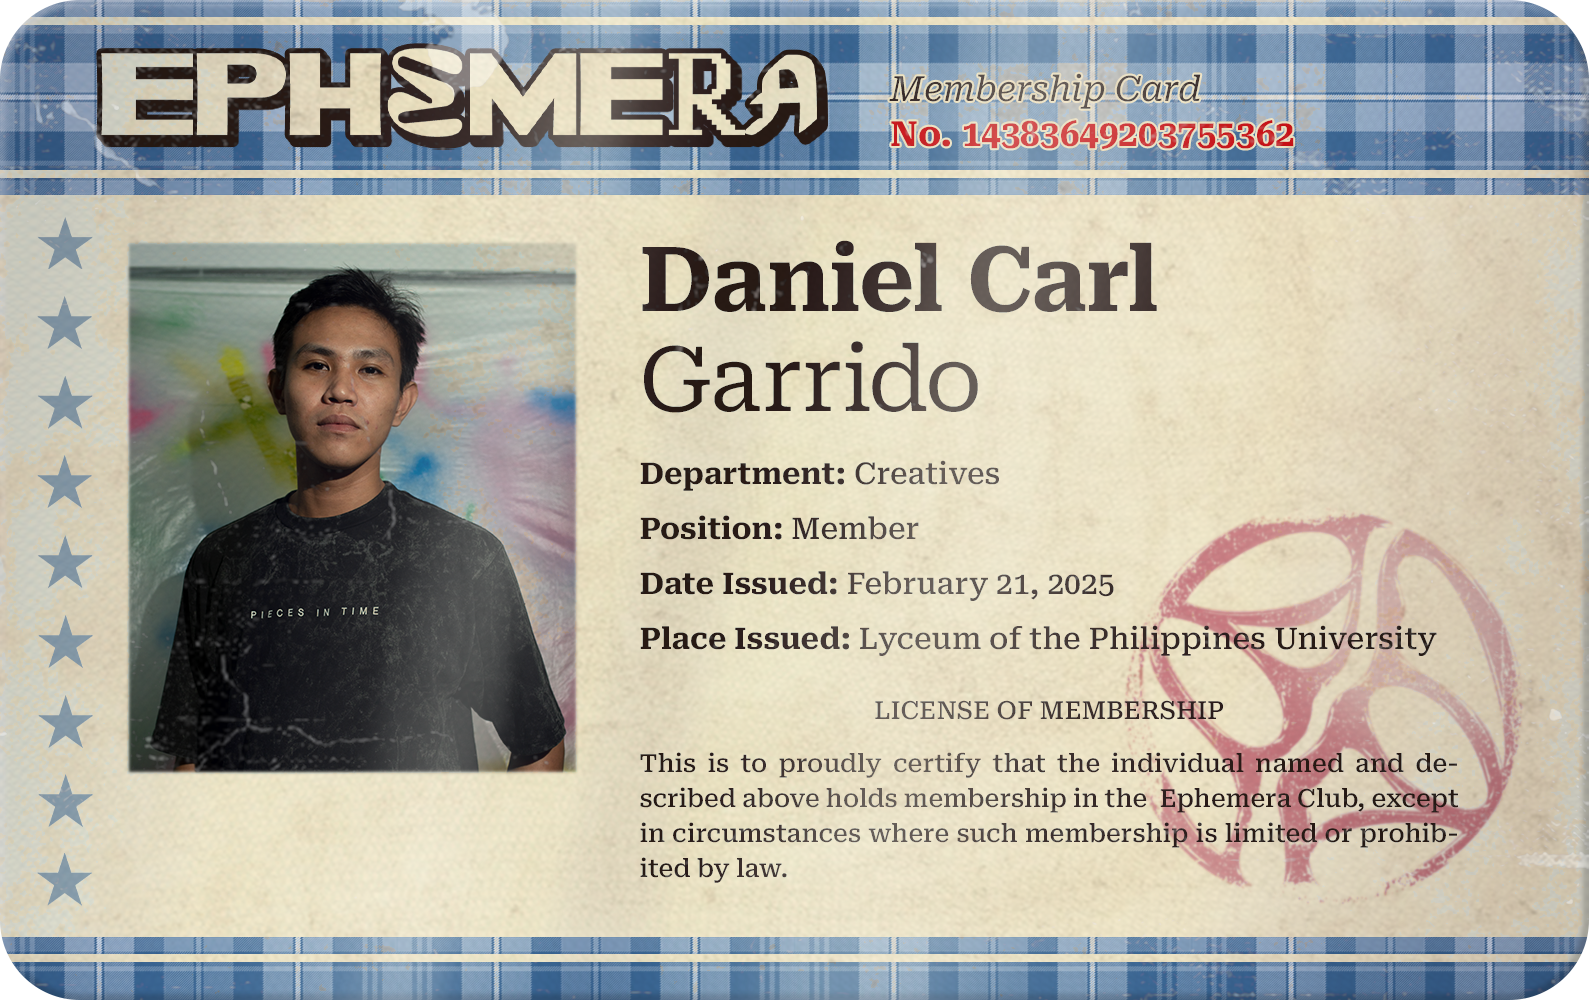 EPHEMERA
Membership Card
No. 14383649203755362
Daniel Carl
Garrido
Department: Creatives
Position: Member
Date Issued: February 21, 2025
Place Issued: Lyceum of the Philippines University
PIECES IN TIME
LICENSE OF MEMBERSHIP
This is to proudly certify that the individual named and de-
scribed above holds membership in the Ephemera Club, except
in circumstances where such membership is limited or prohib-
ited by law.